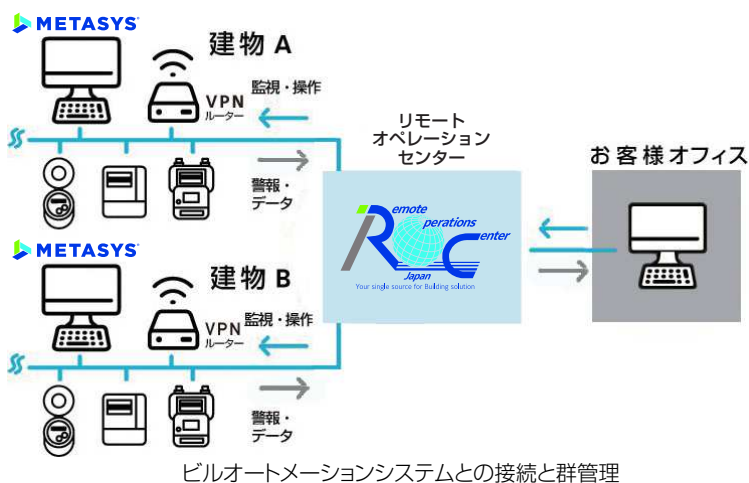 METASYS
建物 A
VPN
ルーター
監視・操作
警報・
データ
リモート
オペレーション
センター
Remote
Operations
Center
Japan
Your single source for Building solution
お客様オフィス
METASYS
建物 B
VPN
ルーター
監視・操作
警報・
データ
ビルオートメーションシステムとの接続と群管理